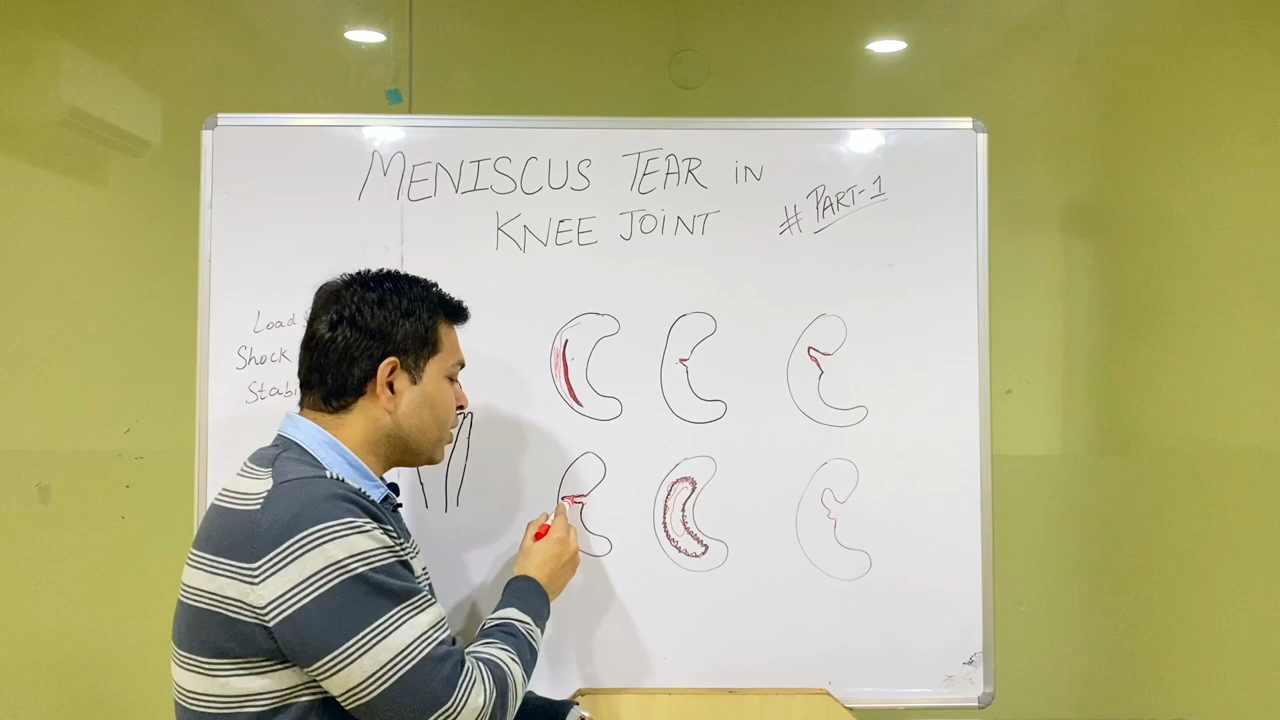 MENISCUS TEAR IN
KNEE JOINT
# PART-1
Load
Shock